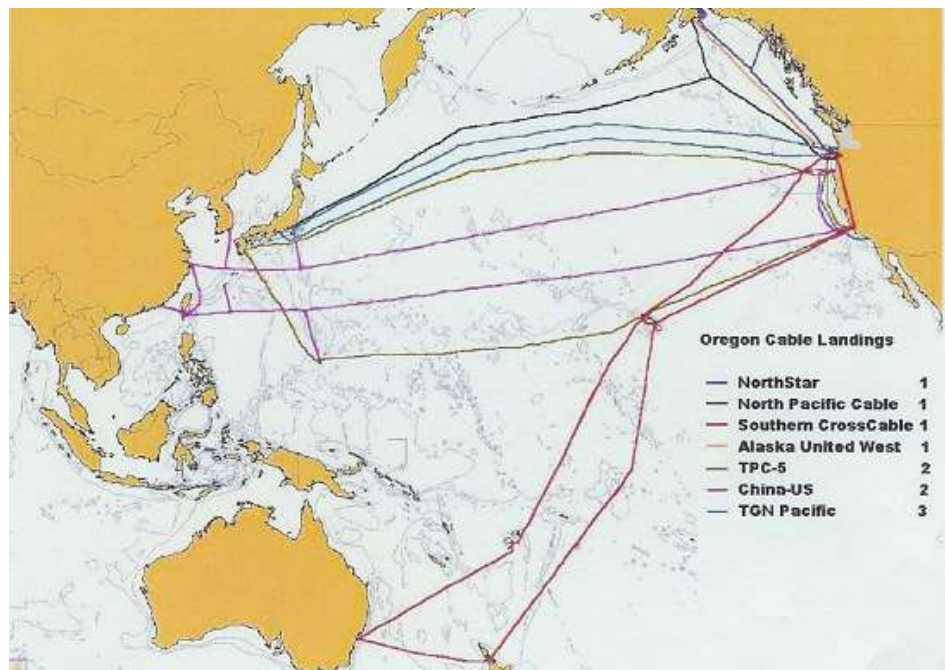 Oregon Cable Landings
NorthStar 1
North Pacific Cable 1
Southern CrossCable 1
Alaska United West 1
TPC-5 2
China-US 2
TGN Pacific 3